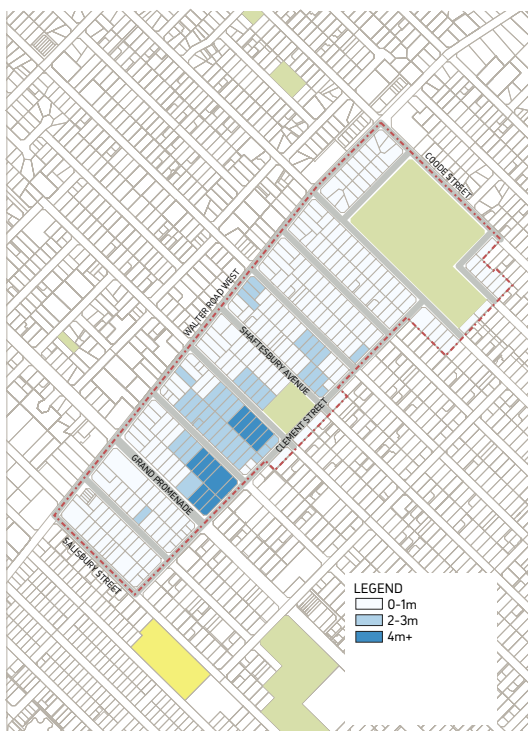 COODE STREET
WALTER ROAD WEST
SHAFTESBURY AVENUE
CLEMENT STREET
GRAND PROMENADE
SALISBURY STREET
LEGEND
0-1m
2-3m
4m+